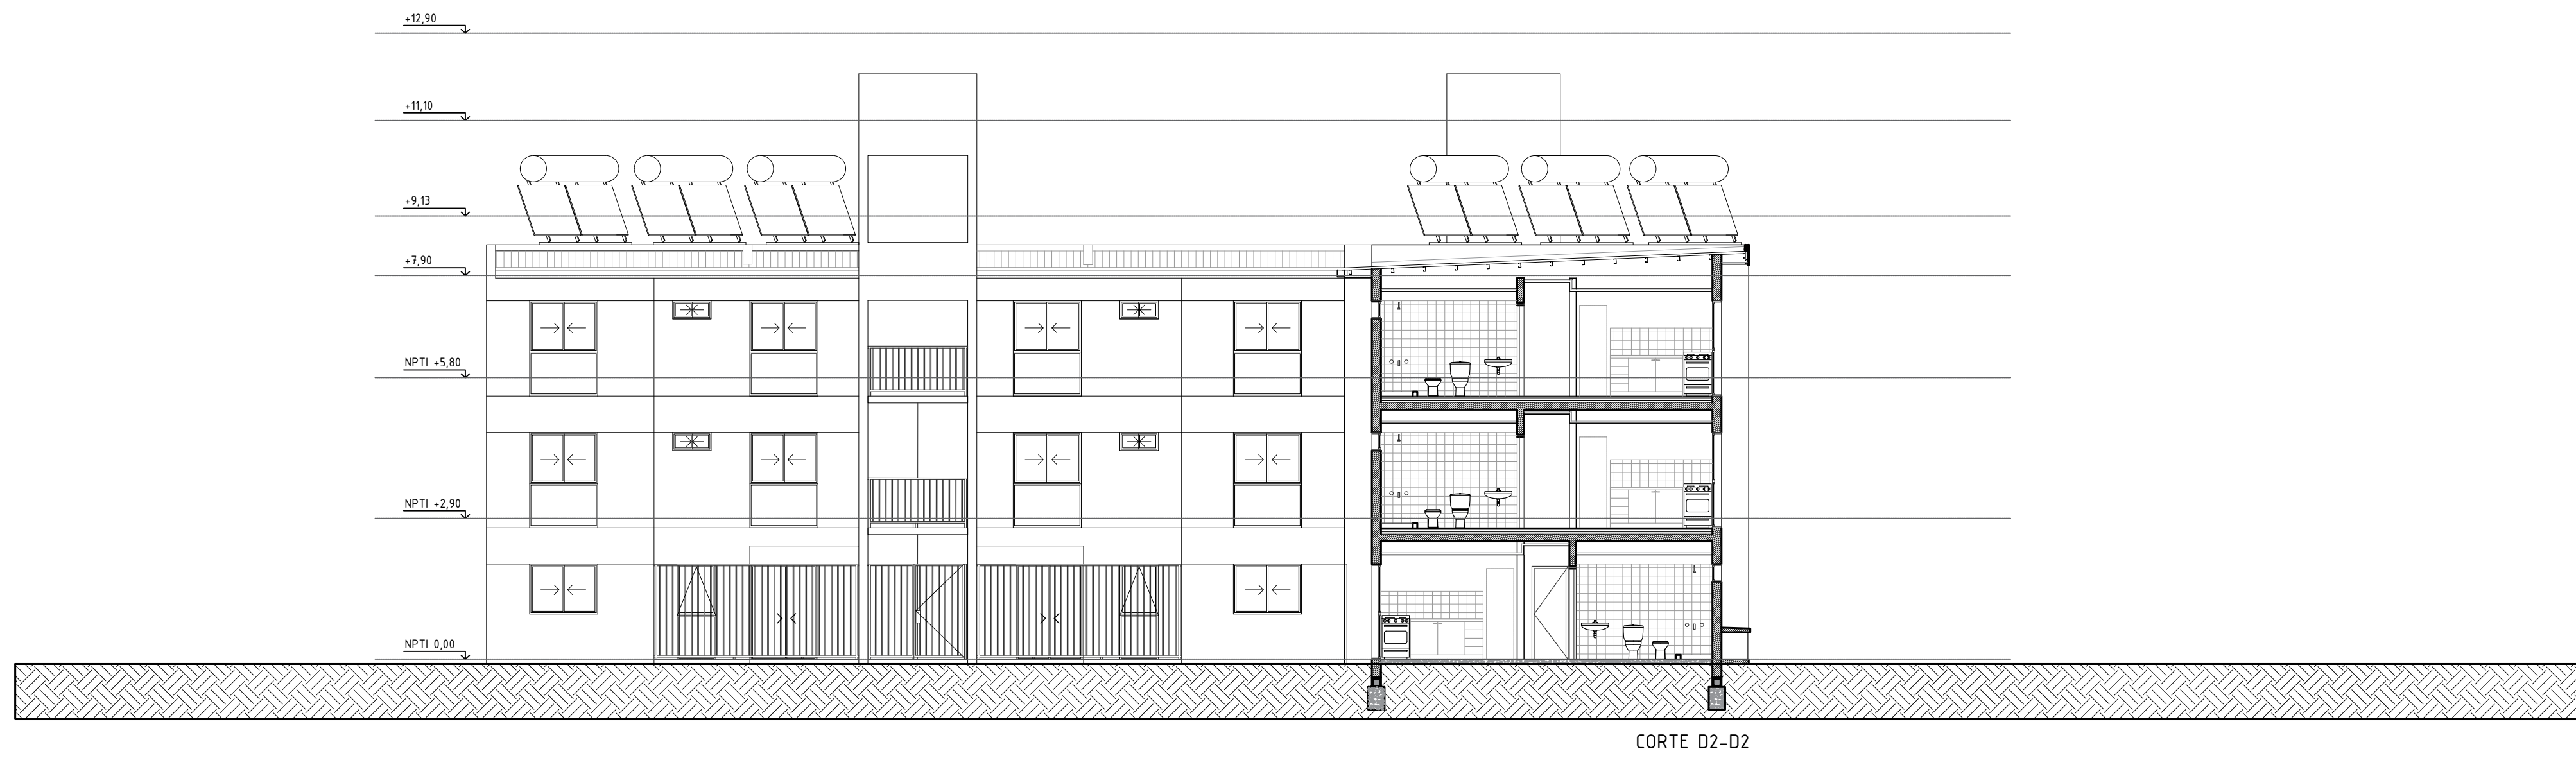 +12,90
+11,10
+9,13
+7,90
NPTI +5,80
NPTI +2,90
NPTI 0,00
CORTE D2-D2